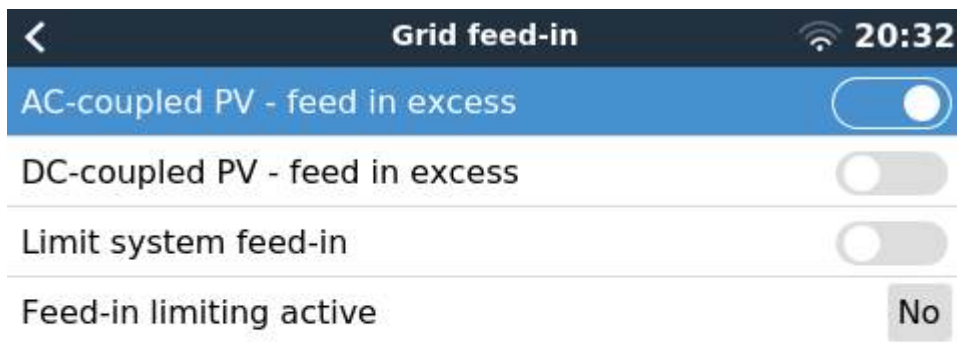 Grid feed-in 20:32
AC-coupled PV - feed in excess
DC-coupled PV - feed in excess
Limit system feed-in
Feed-in limiting active No